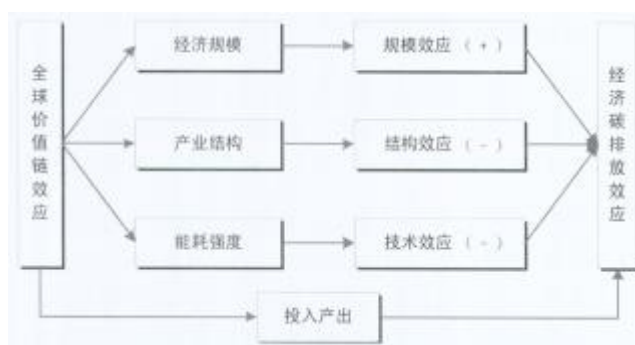 全球价值链效应
经济规模
规模效应（+）
产业结构
结构效应（-）
能耗强度
技术效应（-）
经济碳排放效应
投入产出